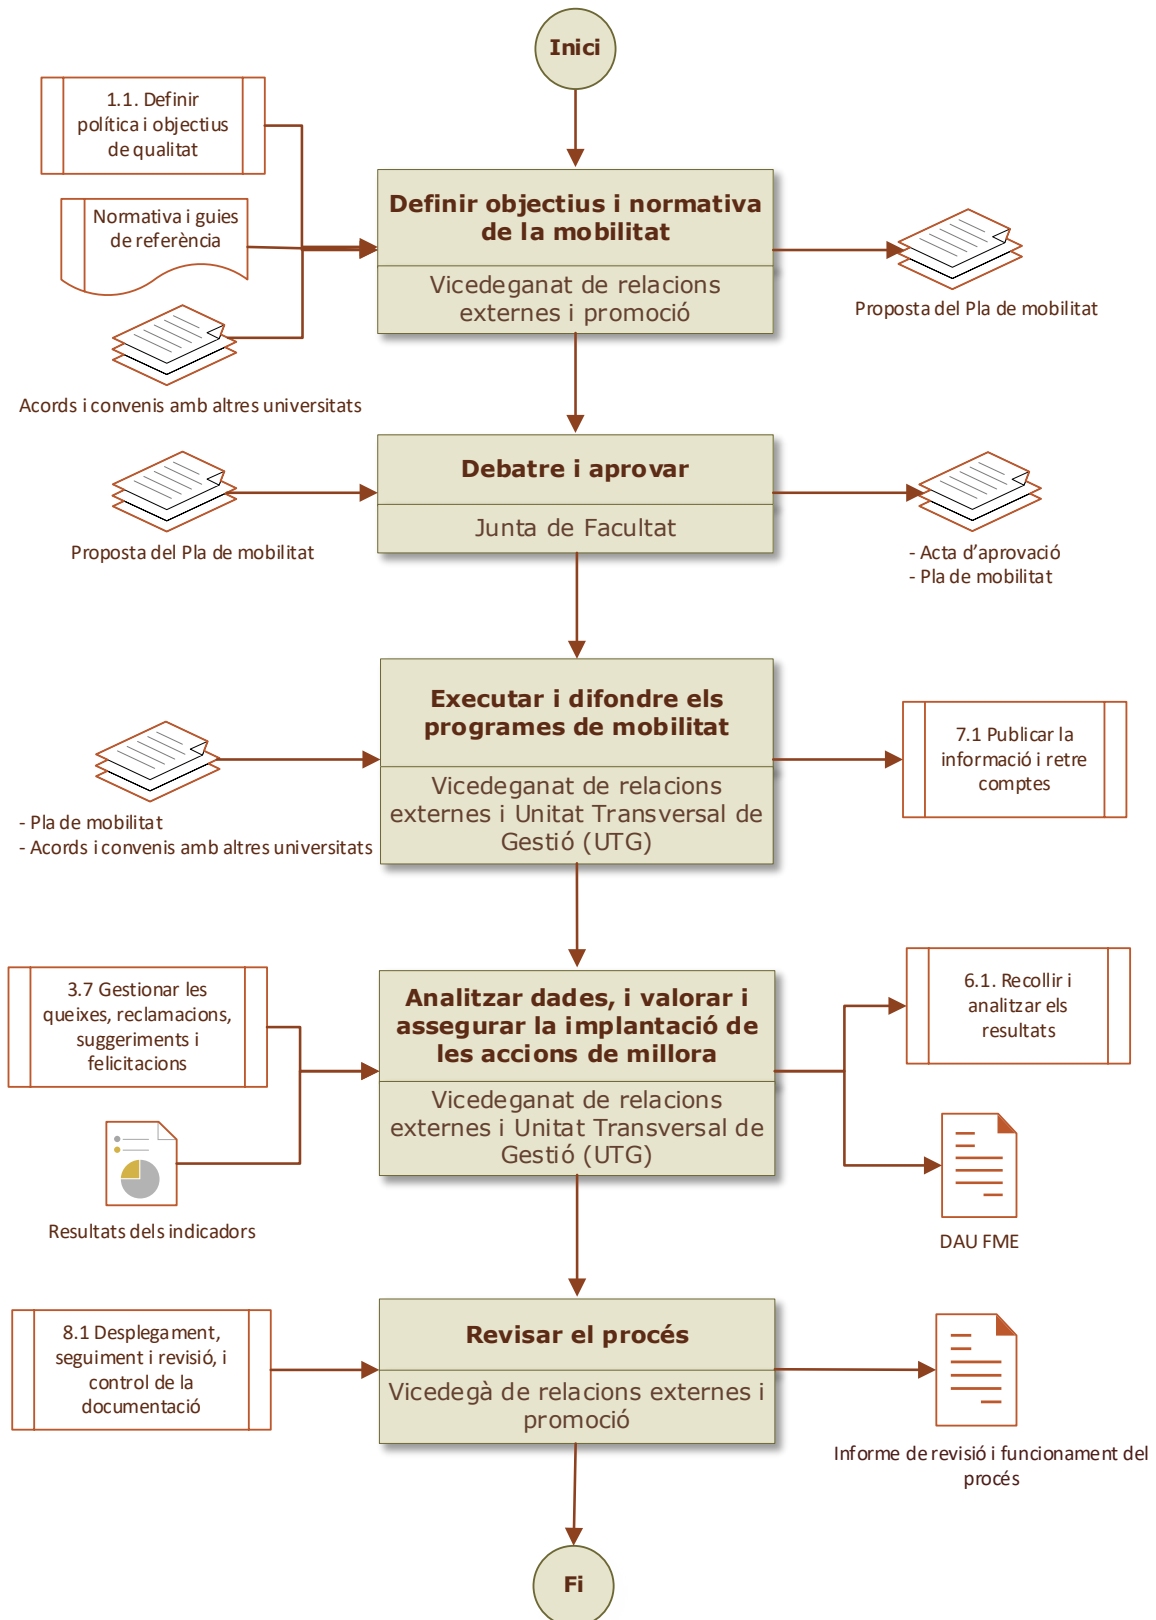 Inici
1.1. Definir
política i objectius
de qualitat
Normativa i guies
de referència
Acords i convenis amb altres universitats
Definir objectius i normativa
de la mobilitat
Vicedeganat de relacions
externes i promoció
Proposta del Pla de mobilitat
Proposta del Pla de mobilitat
Debatre i aprovar
Junta de Facultat
- Acta d’aprovació
- Pla de mobilitat
- Pla de mobilitat
- Acords i convenis amb altres universitats
Executar i difondre els
programes de mobilitat
Vicedeganat de relacions
externes i Unitat Transversal de
Gestió (UTG)
7.1 Publicar la
informació i retre
comptes
3.7 Gestionar les
queixes, reclamacions,
suggeriments i
felicitacions
Resultats dels indicadors
Analitzar dades, i valorar i
assegurar la implantació de
les accions de millora
Vicedeganat de relacions
externes i Unitat Transversal de
Gestió (UTG)
6.1. Recollir i
analitzar els
resultats
DAU FME
8.1 Desplegament,
seguiment i revisió, i
control de la
documentació
Revisar el procés
Vicedegà de relacions externes i
promoció
Informe de revisió i funcionament del
procés
Fi